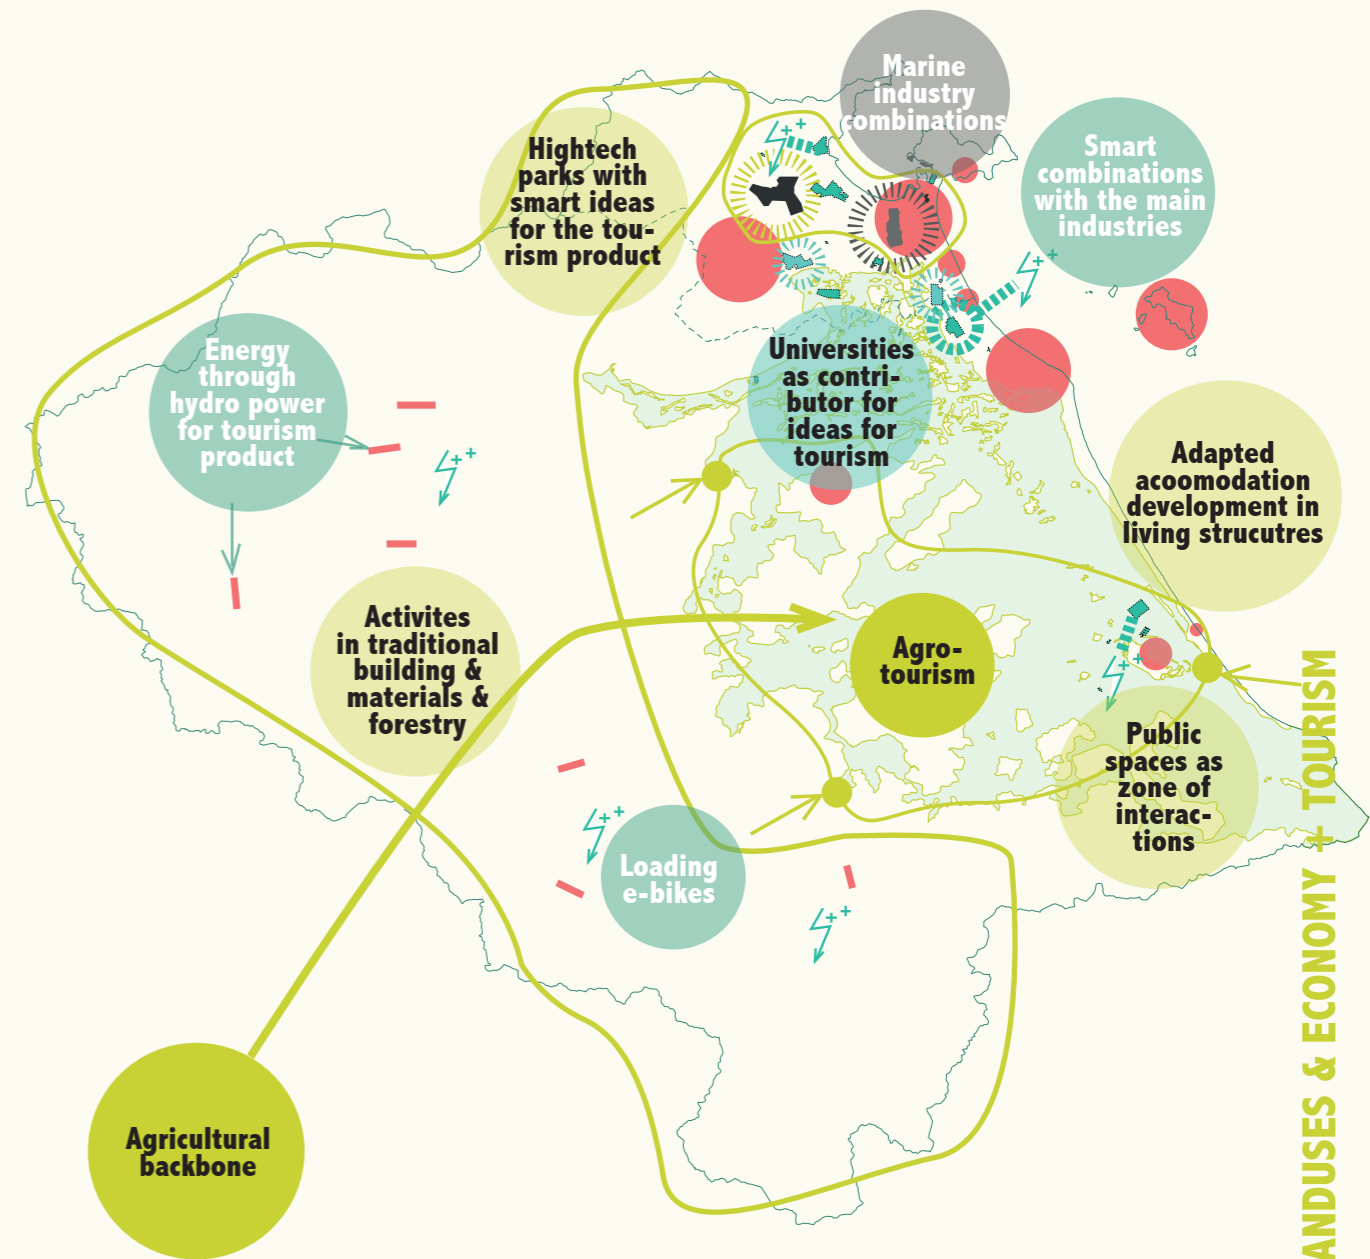 Marine
industry
combinations
Smart
combinations
with the main
industries
Hightech
parks with
smart ideas
for the tou-
rism product
Energy
through
hydro power
for tourism
product
Universities
as contri-
butor for
ideas for
tourism
Adapted
acoomodation
development in
living strucutres
Activites
in traditional
building &
materials &
forestry
Agro-
tourism
Public
spaces as
zone of
interac-
tions
Loading
e-bikes
Agricultural
backbone
ANDUSES & ECONOMY + TOURISM